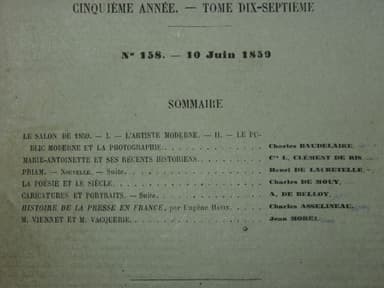 CINQUIÈME ANNÉE. — TOME DIX-SEPTIÈME
N° 158. — 10 Juin 1859
SOMMAIRE
LE SALON DE 1859. — I. — L'ARTISTE MODERNE. — II. — LE PU-
BLIC MODERNE ET LA PHOTOGRAPHIE. . . Charles BAUDELAIRE.
MARIE-ANTOINETTE ET SES RÉCENTS HISTORIENS. . . Cte L. CLÉMENT DE RIS.
PRIAM. — Nouvelle. — Suite. . . Henri DE LACRETELLE.
LA POÉSIE ET LE SIÈCLE. . . Charles DE MOUY.
CARICATURES ET PORTRAITS. — Suite. . . A. DE BELLOY.
HISTOIRE DE LA PRESSE EN FRANCE, par Eugène HATIN. . . Charles ASSELINEAU.
M. VIENNET ET M. VACQUERIE. . . Jean MOREL.